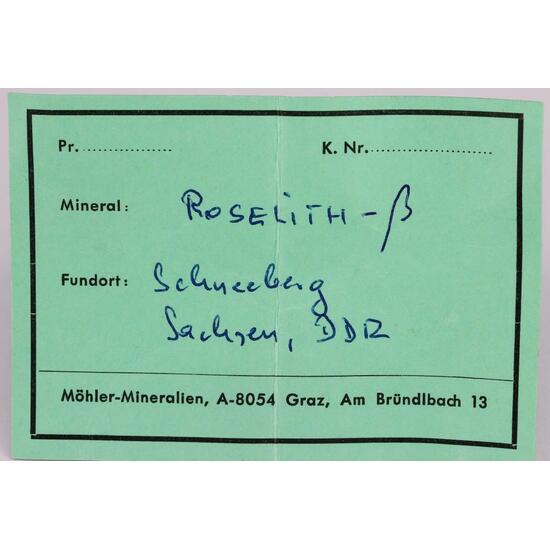 Pr. ................. K. Nr. .......................
Mineral: ROSELITH-β
Fundort: Schneeberg
Sachsen, DDR
Möhler-Mineralien, A-8054 Graz, Am Bründlbach 13